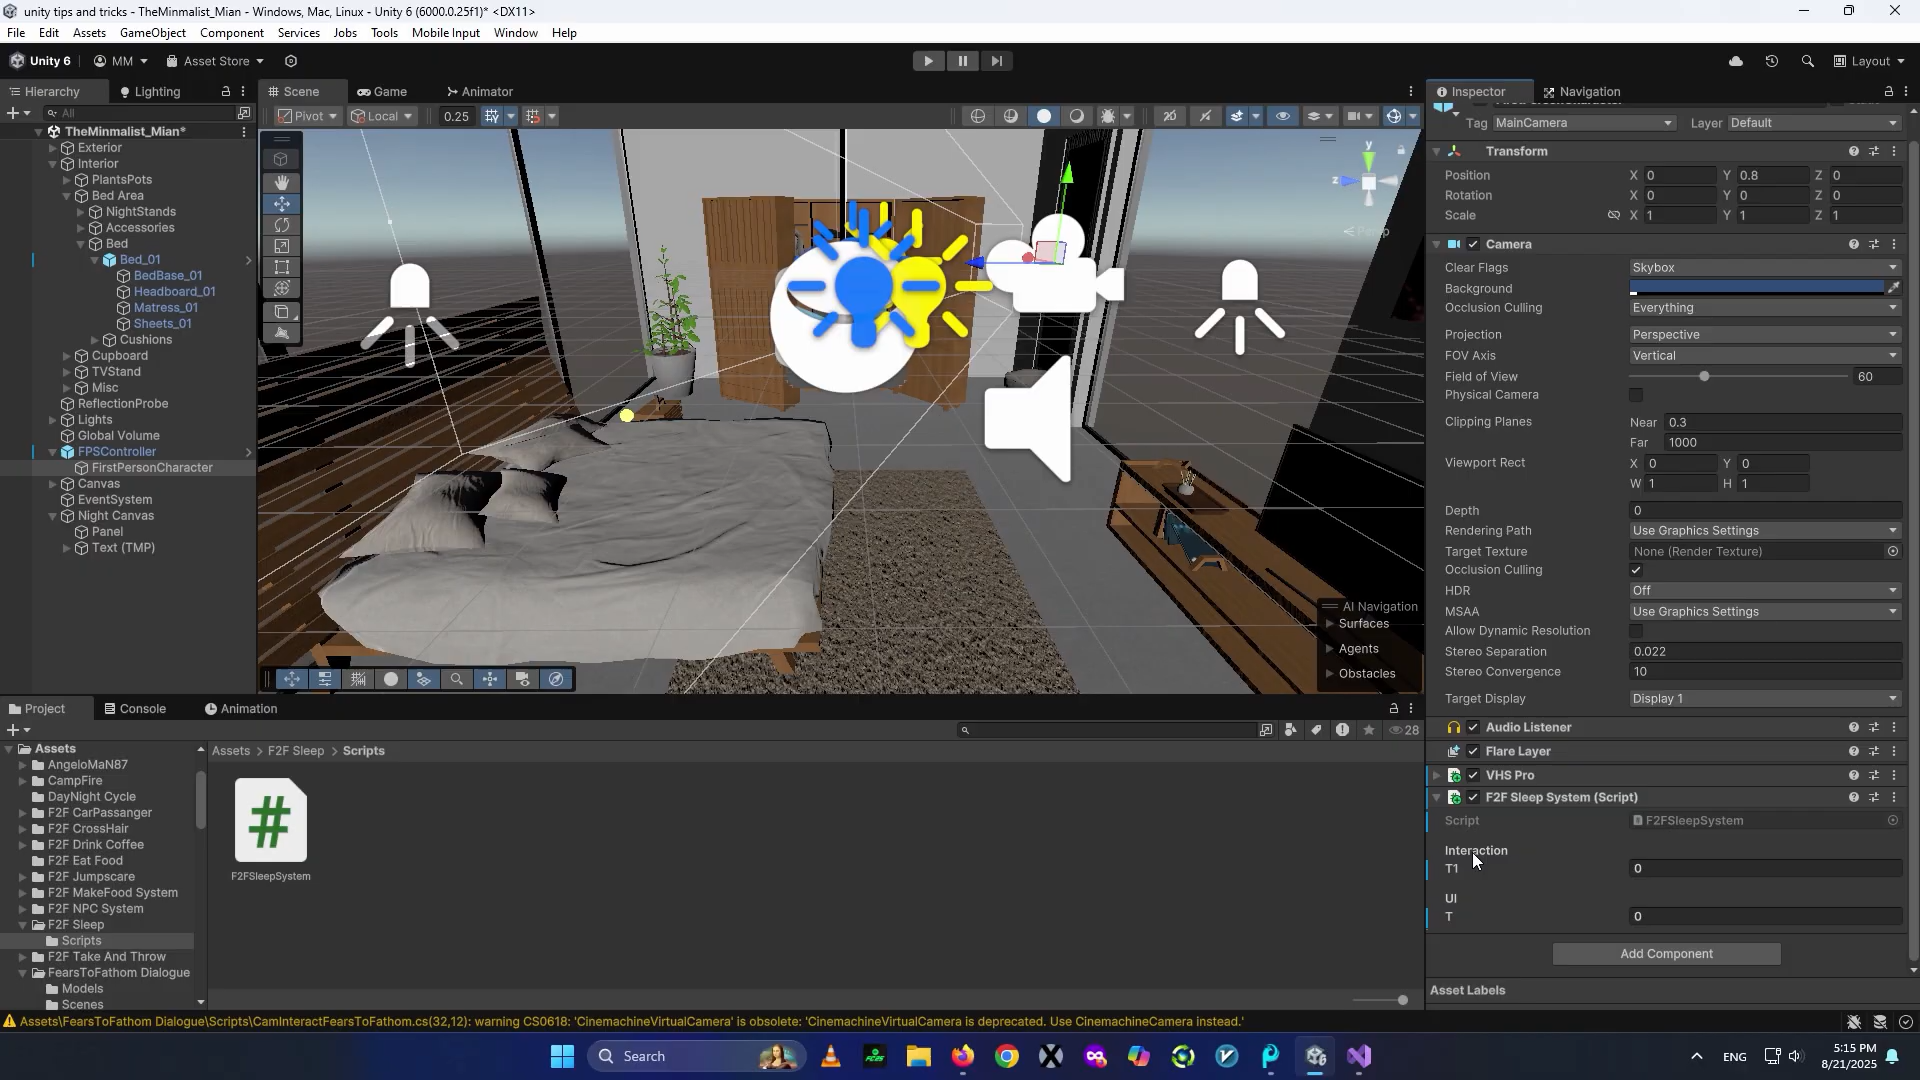 unity tips and tricks - TheMinmalist_Mian - Windows, Mac, Linux - Unity 6 (6000.0.25f1)* <DX11>
File Edit Assets GameObject Component Services Jobs Tools Mobile Input Window Help
Unity 6 MM Asset Store Layout
Hierarchy Lighting Scene Game Animator Inspector Navigation
All Pivot Local 0.25
Tag MainCamera Layer Default
TheMinmalist_Mian*
Exterior
Interior
PlantsPots
Bed Area
NightStands
Accessories
Bed
Bed_01
BedBase_01
Headboard_01
Matress_01
Sheets_01
Cushions
Cupboard
TVStand
Misc
ReflectionProbe
Lights
Global Volume
FPSController
FirstPersonCharacter
Canvas
EventSystem
Night Canvas
Panel
Text (TMP)
y
z
Persp
AI Navigation
Surfaces
Agents
Obstacles
Transform
Position X 0 Y 0.8 Z 0
Rotation X 0 Y 0 Z 0
Scale X 1 Y 1 Z 1
Camera
Clear Flags Skybox
Background
Occlusion Culling Everything
Projection Perspective
FOV Axis Vertical
Field of View 60
Physical Camera
Clipping Planes Near 0.3
Far 1000
Viewport Rect X 0 Y 0
W 1 H 1
Depth 0
Rendering Path Use Graphics Settings
Target Texture None (Render Texture)
Occlusion Culling
HDR Off
MSAA Use Graphics Settings
Allow Dynamic Resolution
Stereo Separation 0.022
Stereo Convergence 10
Target Display Display 1
Audio Listener
Flare Layer
VHS Pro
F2F Sleep System (Script)
Script F2FSleepSystem
Interaction
T1 0
UI
T 0
Add Component
Asset Labels
Project Console Animation
28
Assets
AngeloMaN87
CampFire
DayNight Cycle
F2F CarPassanger
F2F CrossHair
F2F Drink Coffee
F2F Eat Food
F2F Jumpscare
F2F MakeFood System
F2F NPC System
F2F Sleep
Scripts
F2F Take And Throw
FearsToFathom Dialogue
Models
Scenes
Assets > F2F Sleep > Scripts
F2FSleepSystem
Assets\FearsToFathom Dialogue\Scripts\CamInteractFearsToFathom.cs(32,12): warning CS0618: 'CinemachineVirtualCamera' is obsolete: 'CinemachineVirtualCamera is deprecated. Use CinemachineCamera instead.'
Search
ENG
5:15 PM
8/21/2025